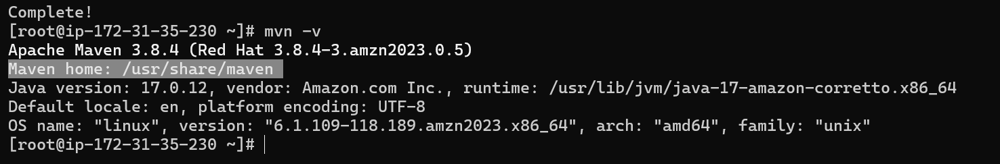 Complete!
[root@ip-172-31-35-230 ~]# mvn -v
Apache Maven 3.8.4 (Red Hat 3.8.4-3.amzn2023.0.5)
Maven home: /usr/share/maven
Java version: 17.0.12, vendor: Amazon.com Inc., runtime: /usr/lib/jvm/java-17-amazon-corretto.x86_64
Default locale: en, platform encoding: UTF-8
OS name: "linux", version: "6.1.109-118.189.amzn2023.x86_64", arch: "amd64", family: "unix"
[root@ip-172-31-35-230 ~]#